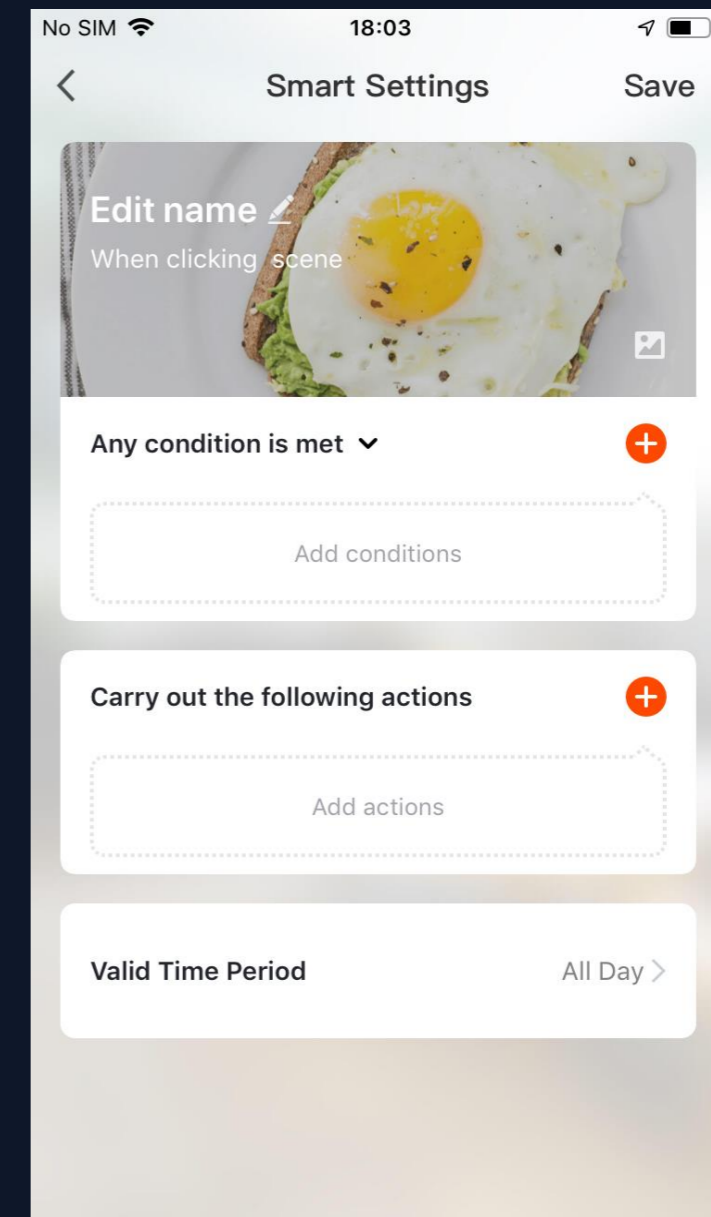 No SIM 18:03
Smart Settings Save
Edit name
When clicking scene
Any condition is met
Add conditions
Carry out the following actions
Add actions
Valid Time Period All Day